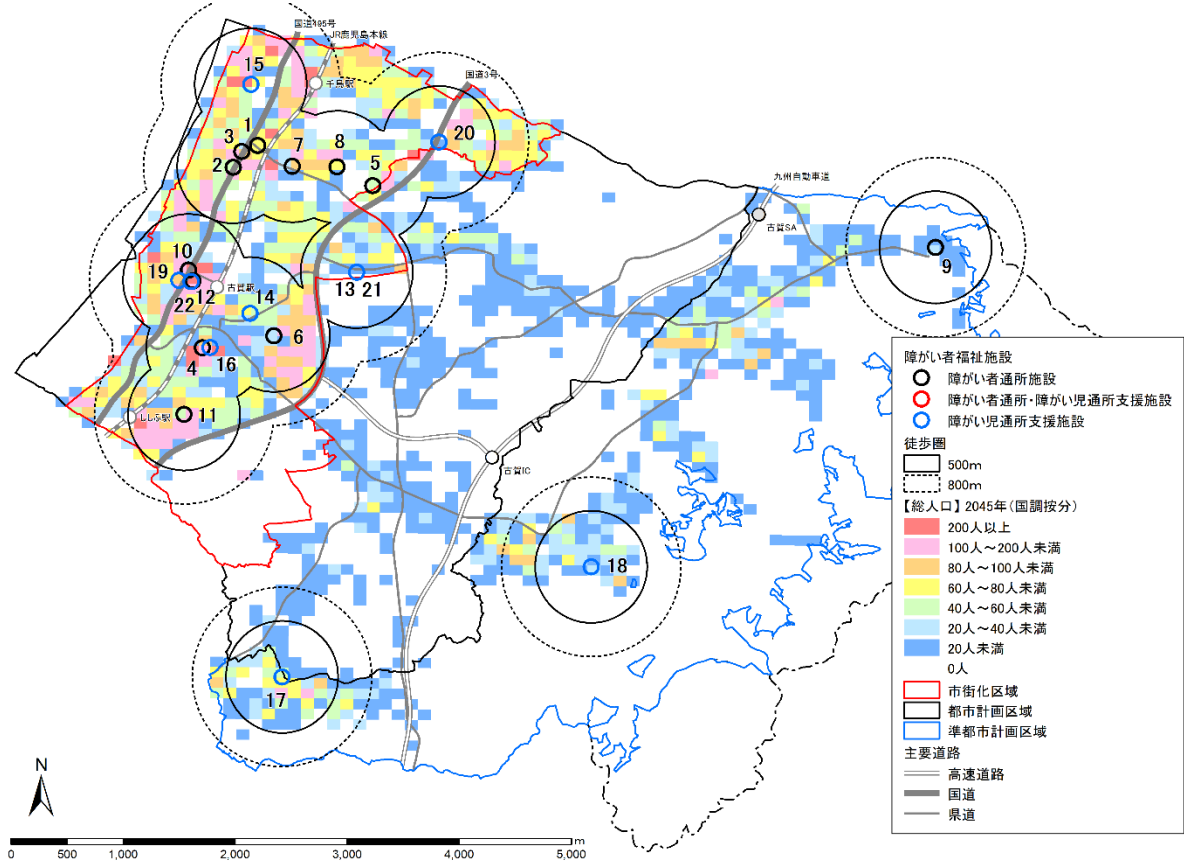 国道495号
JR鹿児島本線
15
千鳥駅
国道3号
1
3
7
8
20
2
5
九州自動車道
古賀SA
9
10
19
12
22
古賀駅
14
13
21
6
4
16
ししぶ駅
11
古賀IC
18
17
障がい者福祉施設
障がい者通所施設
障がい者通所・障がい児通所支援施設
障がい児通所支援施設
徒歩圏
500m
800m
【総人口】 2045年(国調按分)
200人以上
100人～200人未満
80人～100人未満
60人～80人未満
40人～60人未満
20人～40人未満
20人未満
0人
市街化区域
都市計画区域
準都市計画区域
主要道路
高速道路
国道
県道
N
0 500 1,000 2,000 3,000 4,000 5,000 m